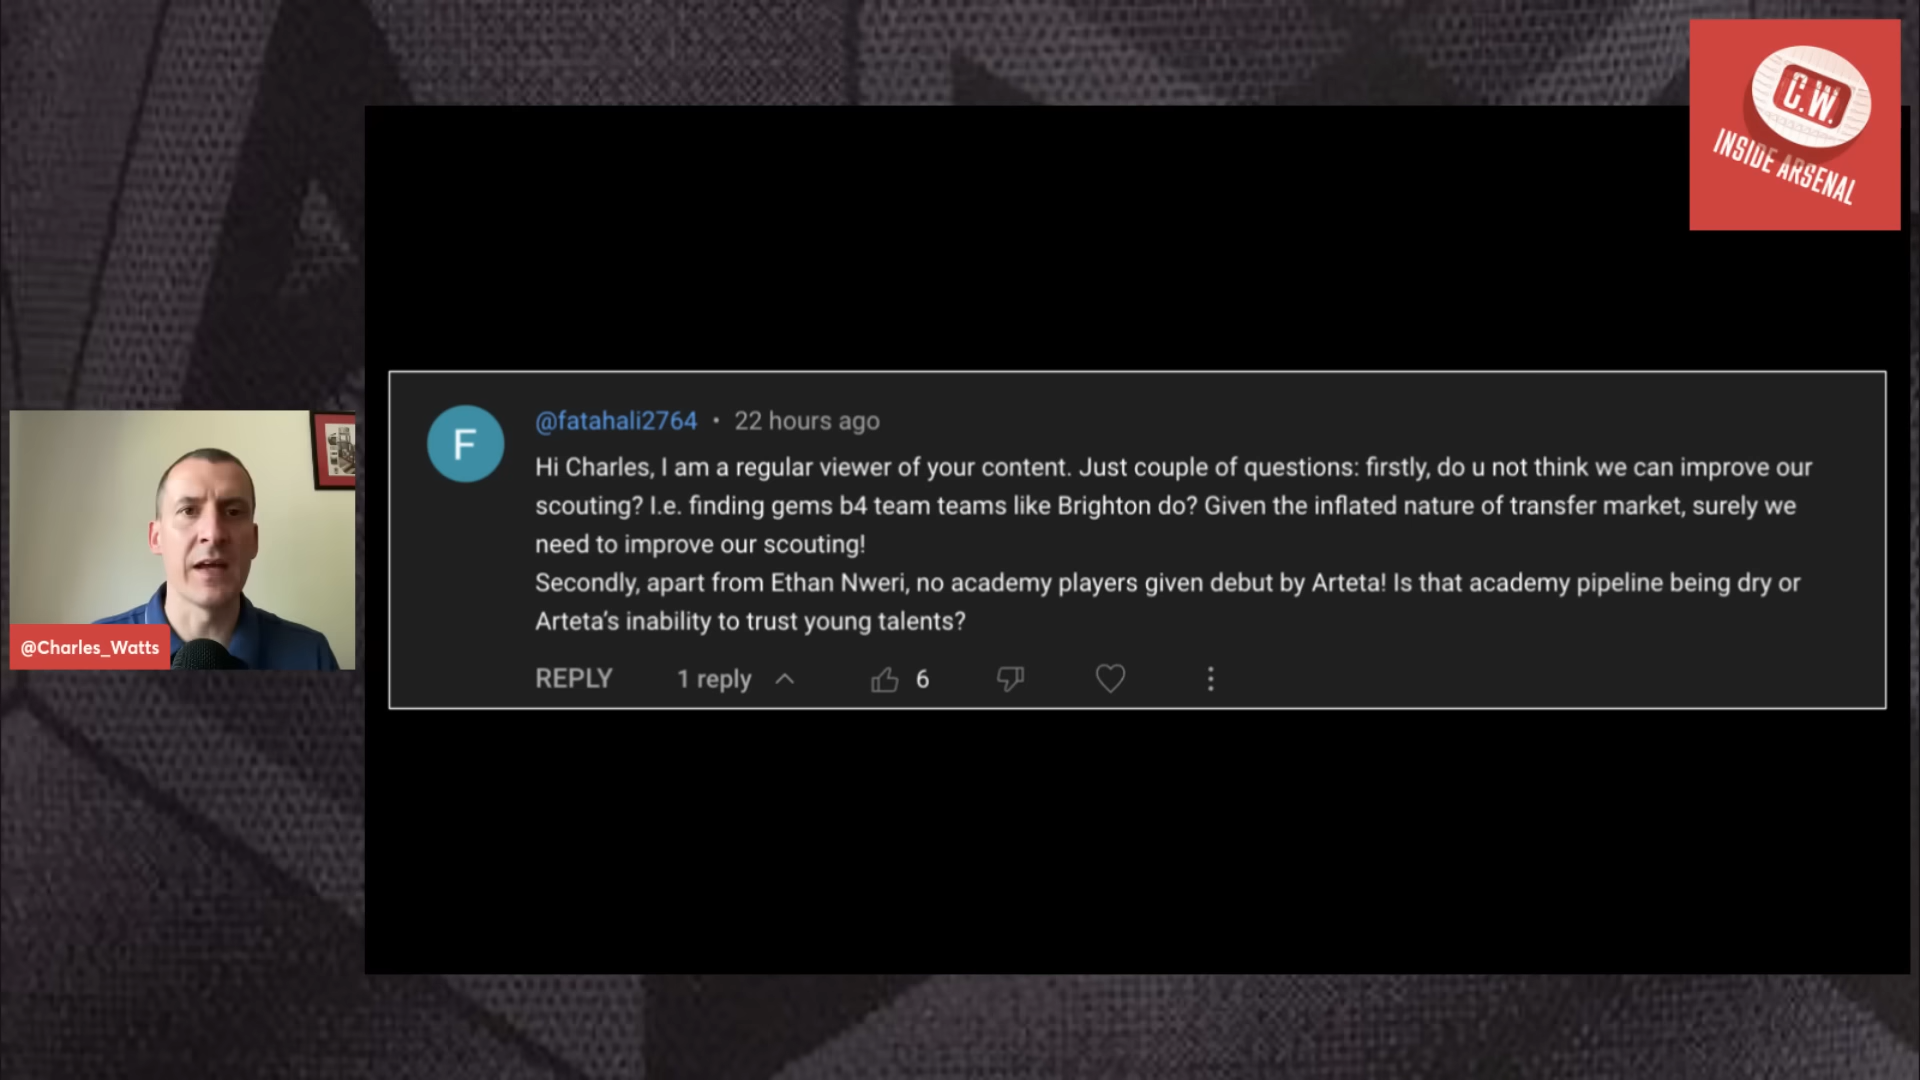 C.W.
INSIDE ARSENAL
F
@fatahali2764 • 22 hours ago
Hi Charles, I am a regular viewer of your content. Just couple of questions: firstly, do u not think we can improve our
scouting? I.e. finding gems b4 team teams like Brighton do? Given the inflated nature of transfer market, surely we
need to improve our scouting!
Secondly, apart from Ethan Nweri, no academy players given debut by Arteta! Is that academy pipeline being dry or
Arteta’s inability to trust young talents?
REPLY 1 reply 6
@Charles_Watts